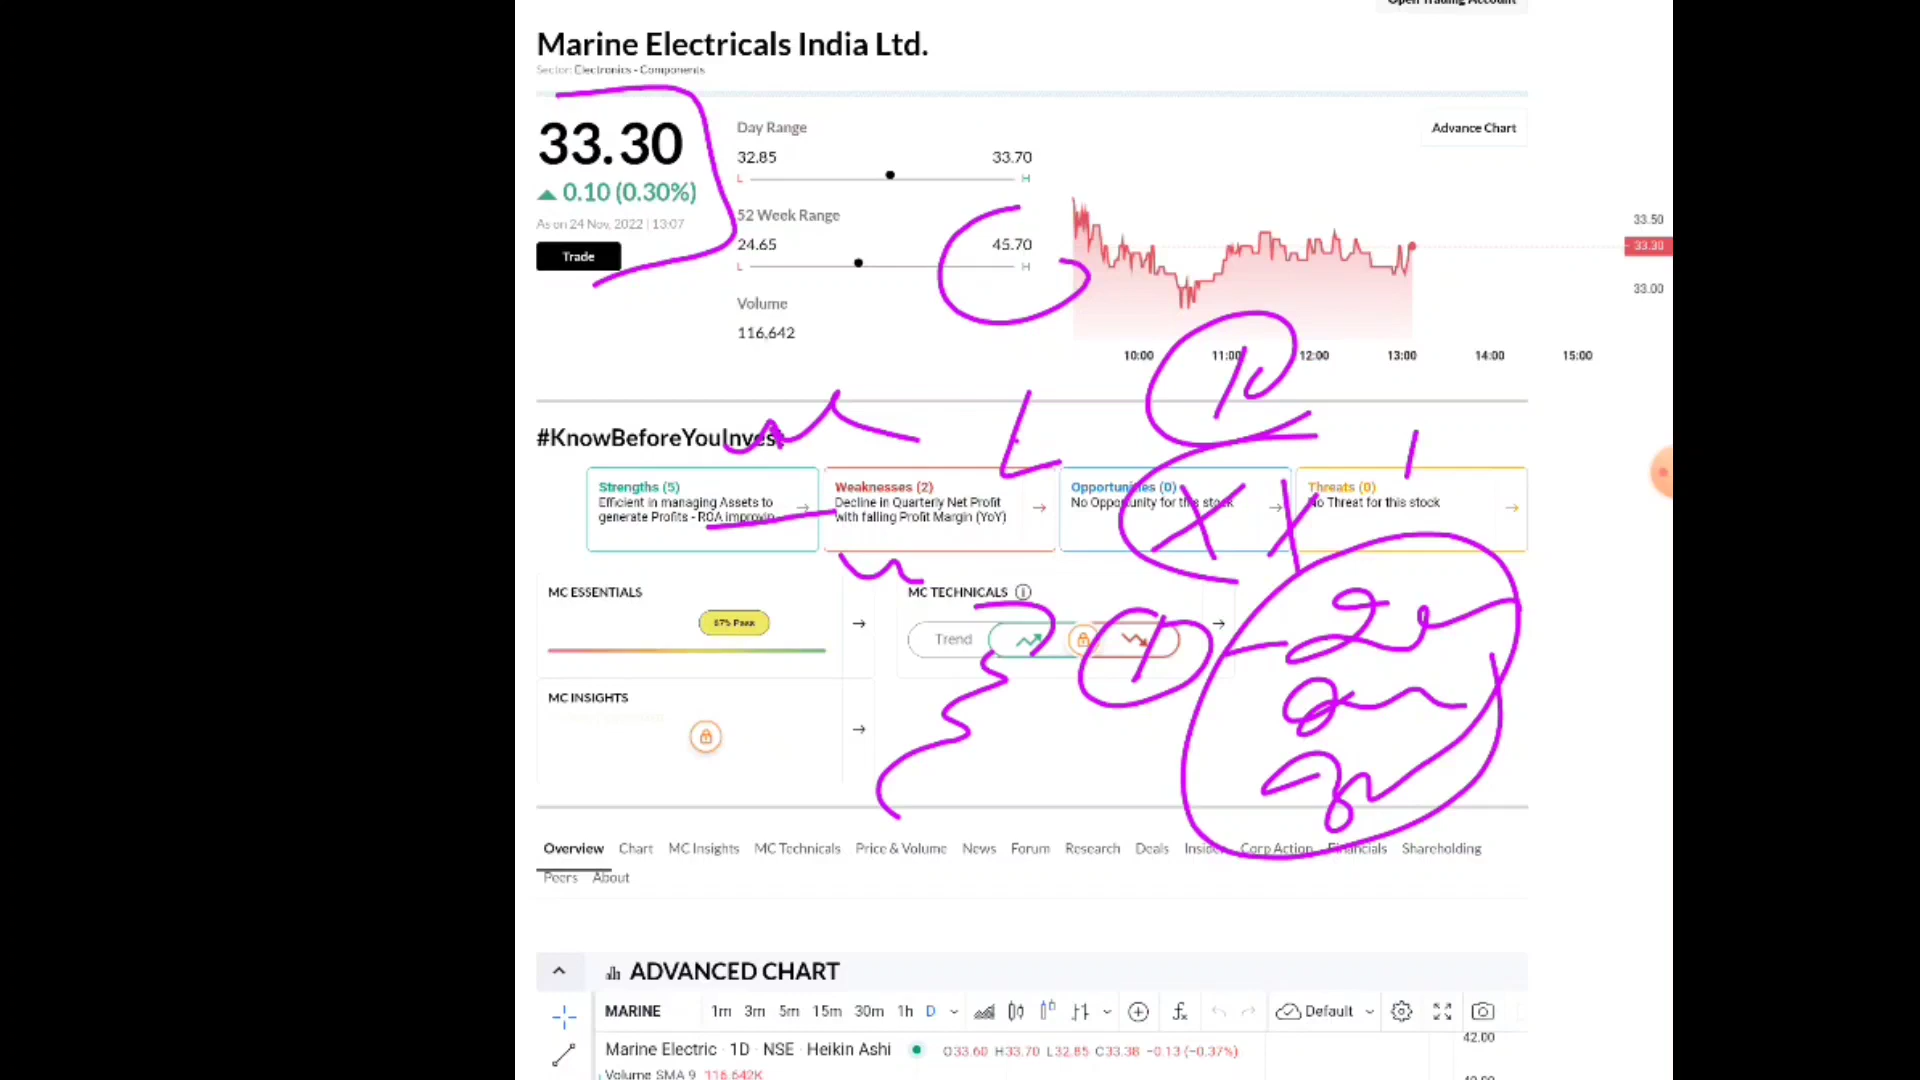 Open Trading Account
Marine Electricals India Ltd.
Sector: Electronics - Components
33.30
0.10 (0.30%)
As on 24 Nov, 2022 | 13:07
Trade
Day Range
32.85 33.70
L H
52 Week Range
24.65 45.70
L H
Volume
116,642
Advance Chart
33.50
33.30
33.00
10:00 11:00 12:00 13:00 14:00 15:00
#KnowBeforeYouInvest
Strengths (5)
Efficient in managing Assets to
generate Profits - ROA improvin
Weaknesses (2)
Decline in Quarterly Net Profit
with falling Profit Margin (YoY)
Opportunities (0)
No Opportunity for this stock
Threats (0)
No Threat for this stock
MC ESSENTIALS
67% Pass
MC TECHNICALS
Trend
MC INSIGHTS
Overview Chart MC Insights MC Technicals Price & Volume News Forum Research Deals Insider Corp Action Financials Shareholding
Peers About
ADVANCED CHART
MARINE 1m 3m 5m 15m 30m 1h D Default
Marine Electric · 1D · NSE · Heikin Ashi O33.60 H33.70 L32.85 C33.38 −0.13 (−0.37%)
42.00
Volume SMA 9 116.642K